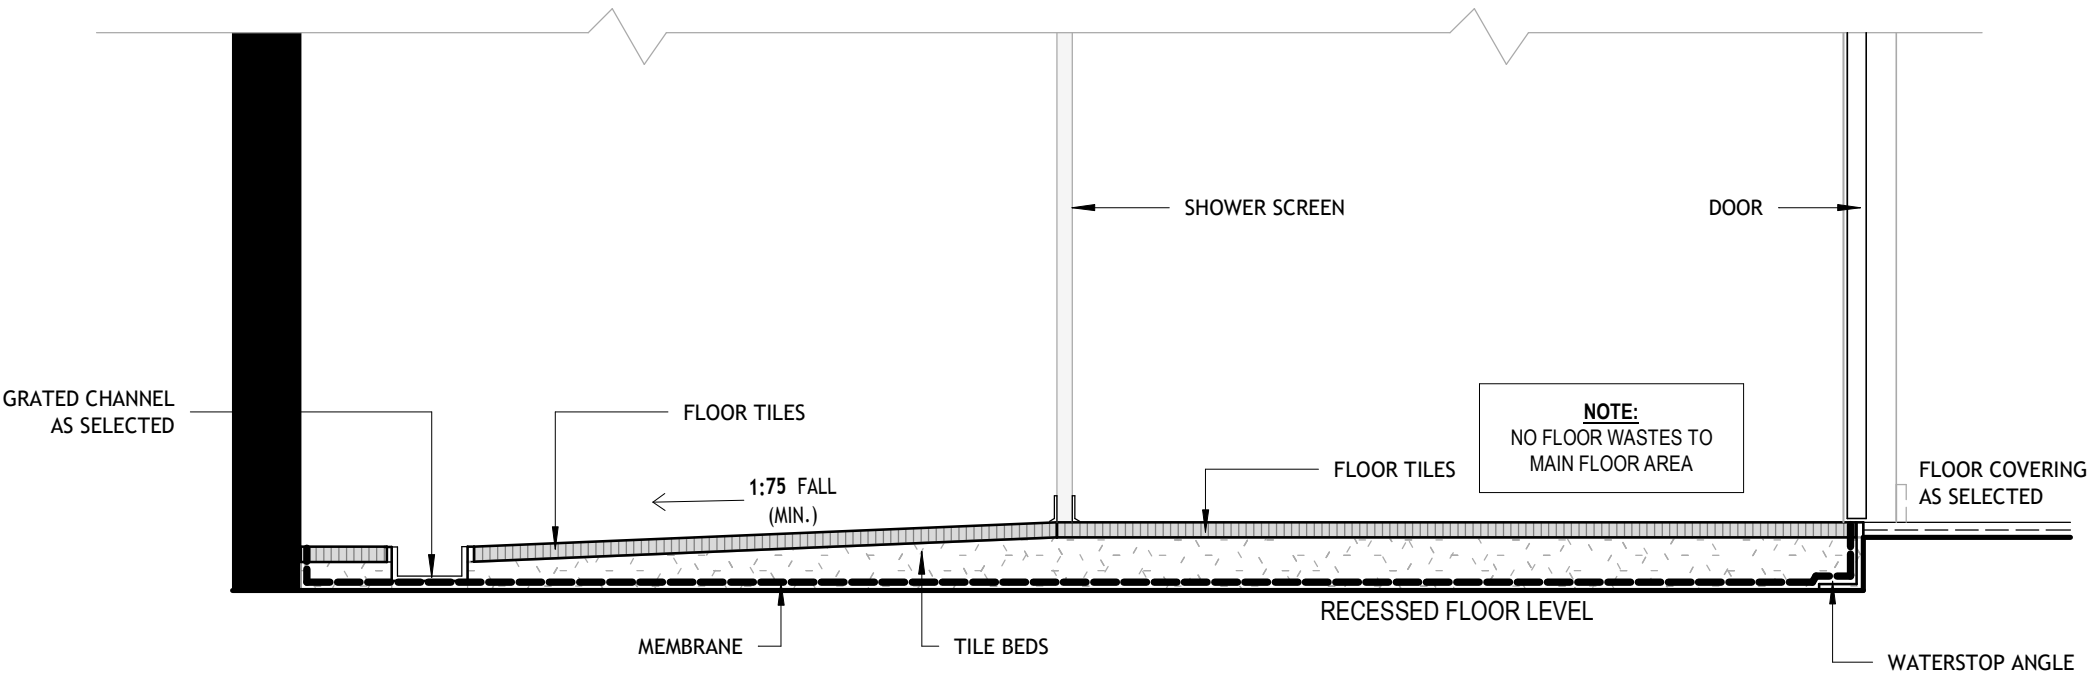 SHOWER SCREEN
DOOR
GRATED CHANNEL
AS SELECTED
FLOOR TILES
NOTE:
NO FLOOR WASTES TO
MAIN FLOOR AREA
FLOOR TILES
FLOOR COVERING
AS SELECTED
1:75 FALL
(MIN.)
RECESSED FLOOR LEVEL
MEMBRANE
TILE BEDS
WATERSTOP ANGLE